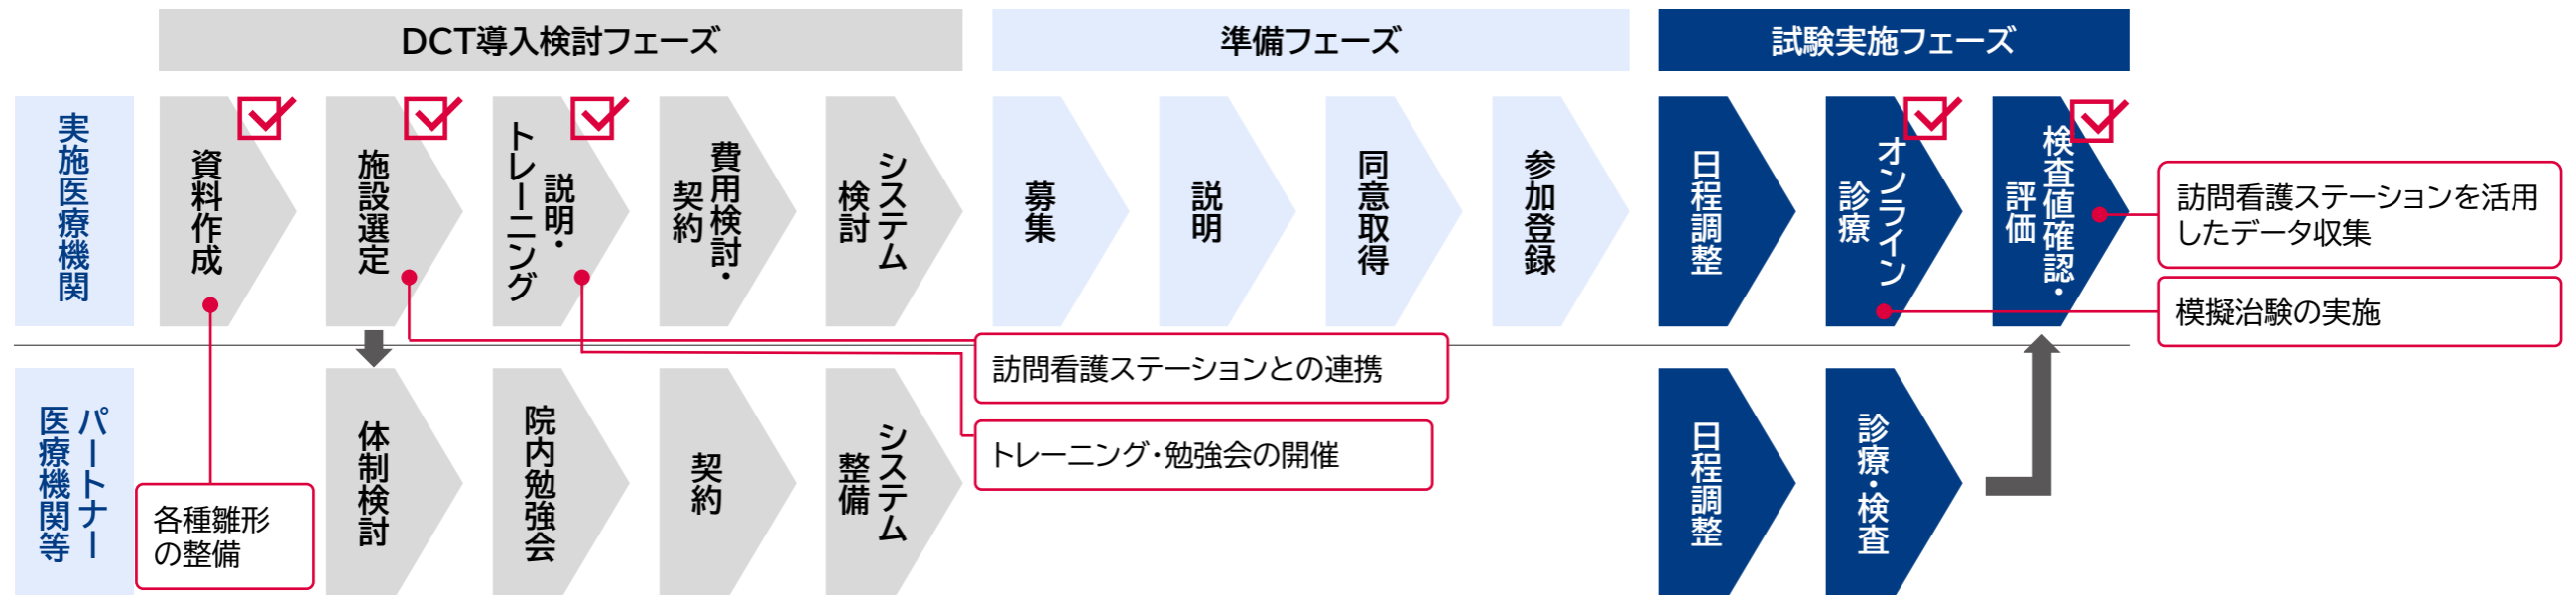 DCT導入検討フェーズ
準備フェーズ
試験実施フェーズ
実施医療機関
資料作成
施設選定
説明・
トレーニング
費用検討・
契約
システム
検討
募集
説明
同意取得
参加登録
日程調整
オンライン
診療
検査値確認・
評価
訪問看護ステーションを活用
したデータ収集
模擬治験の実施
訪問看護ステーションとの連携
トレーニング・勉強会の開催
各種雛形
の整備
パートナー
医療機関等
体制検討
院内勉強会
契約
システム
整備
日程調整
診療・検査